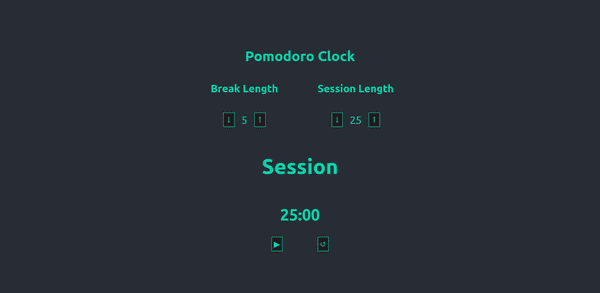 Pomodoro Clock
Break Length Session Length
↓ 5 ↑ ↓ 25 ↑
Session
25:00
▶ ↺